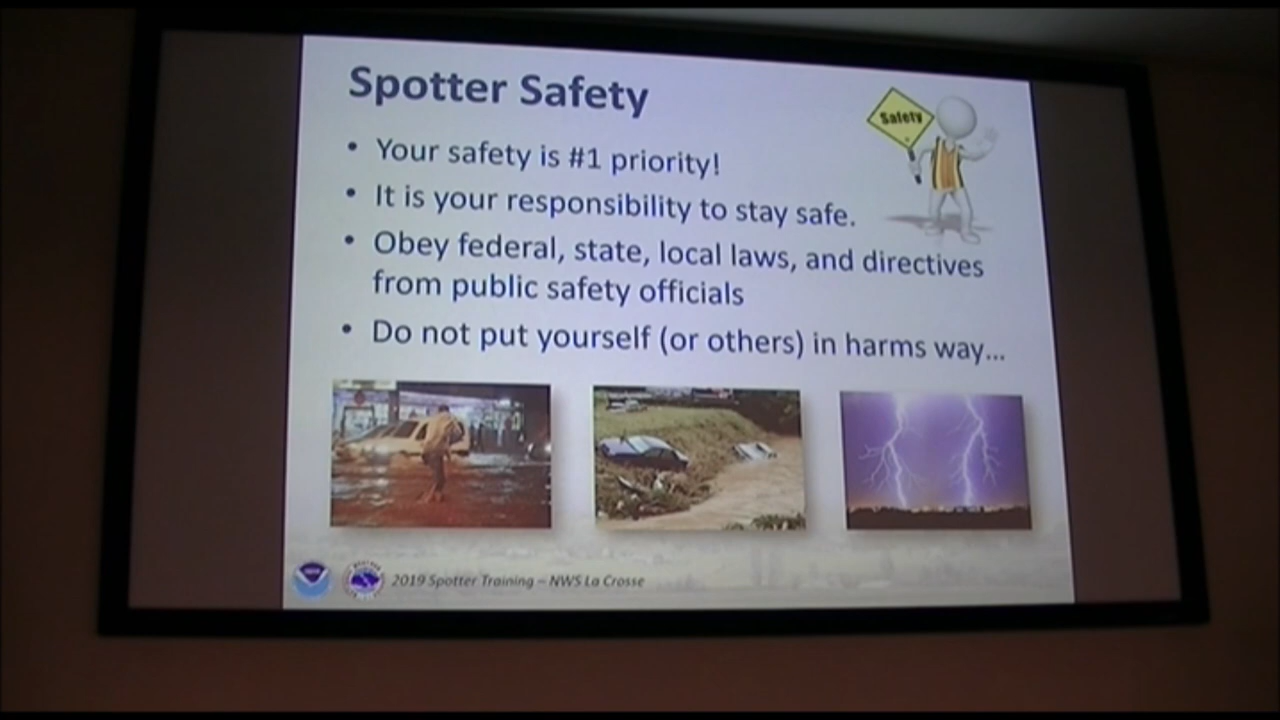 Spotter Safety
Safety
• Your safety is #1 priority!
• It is your responsibility to stay safe.
• Obey federal, state, local laws, and directives
from public safety officials
• Do not put yourself (or others) in harms way...
2019 Spotter Training – NWS La Crosse